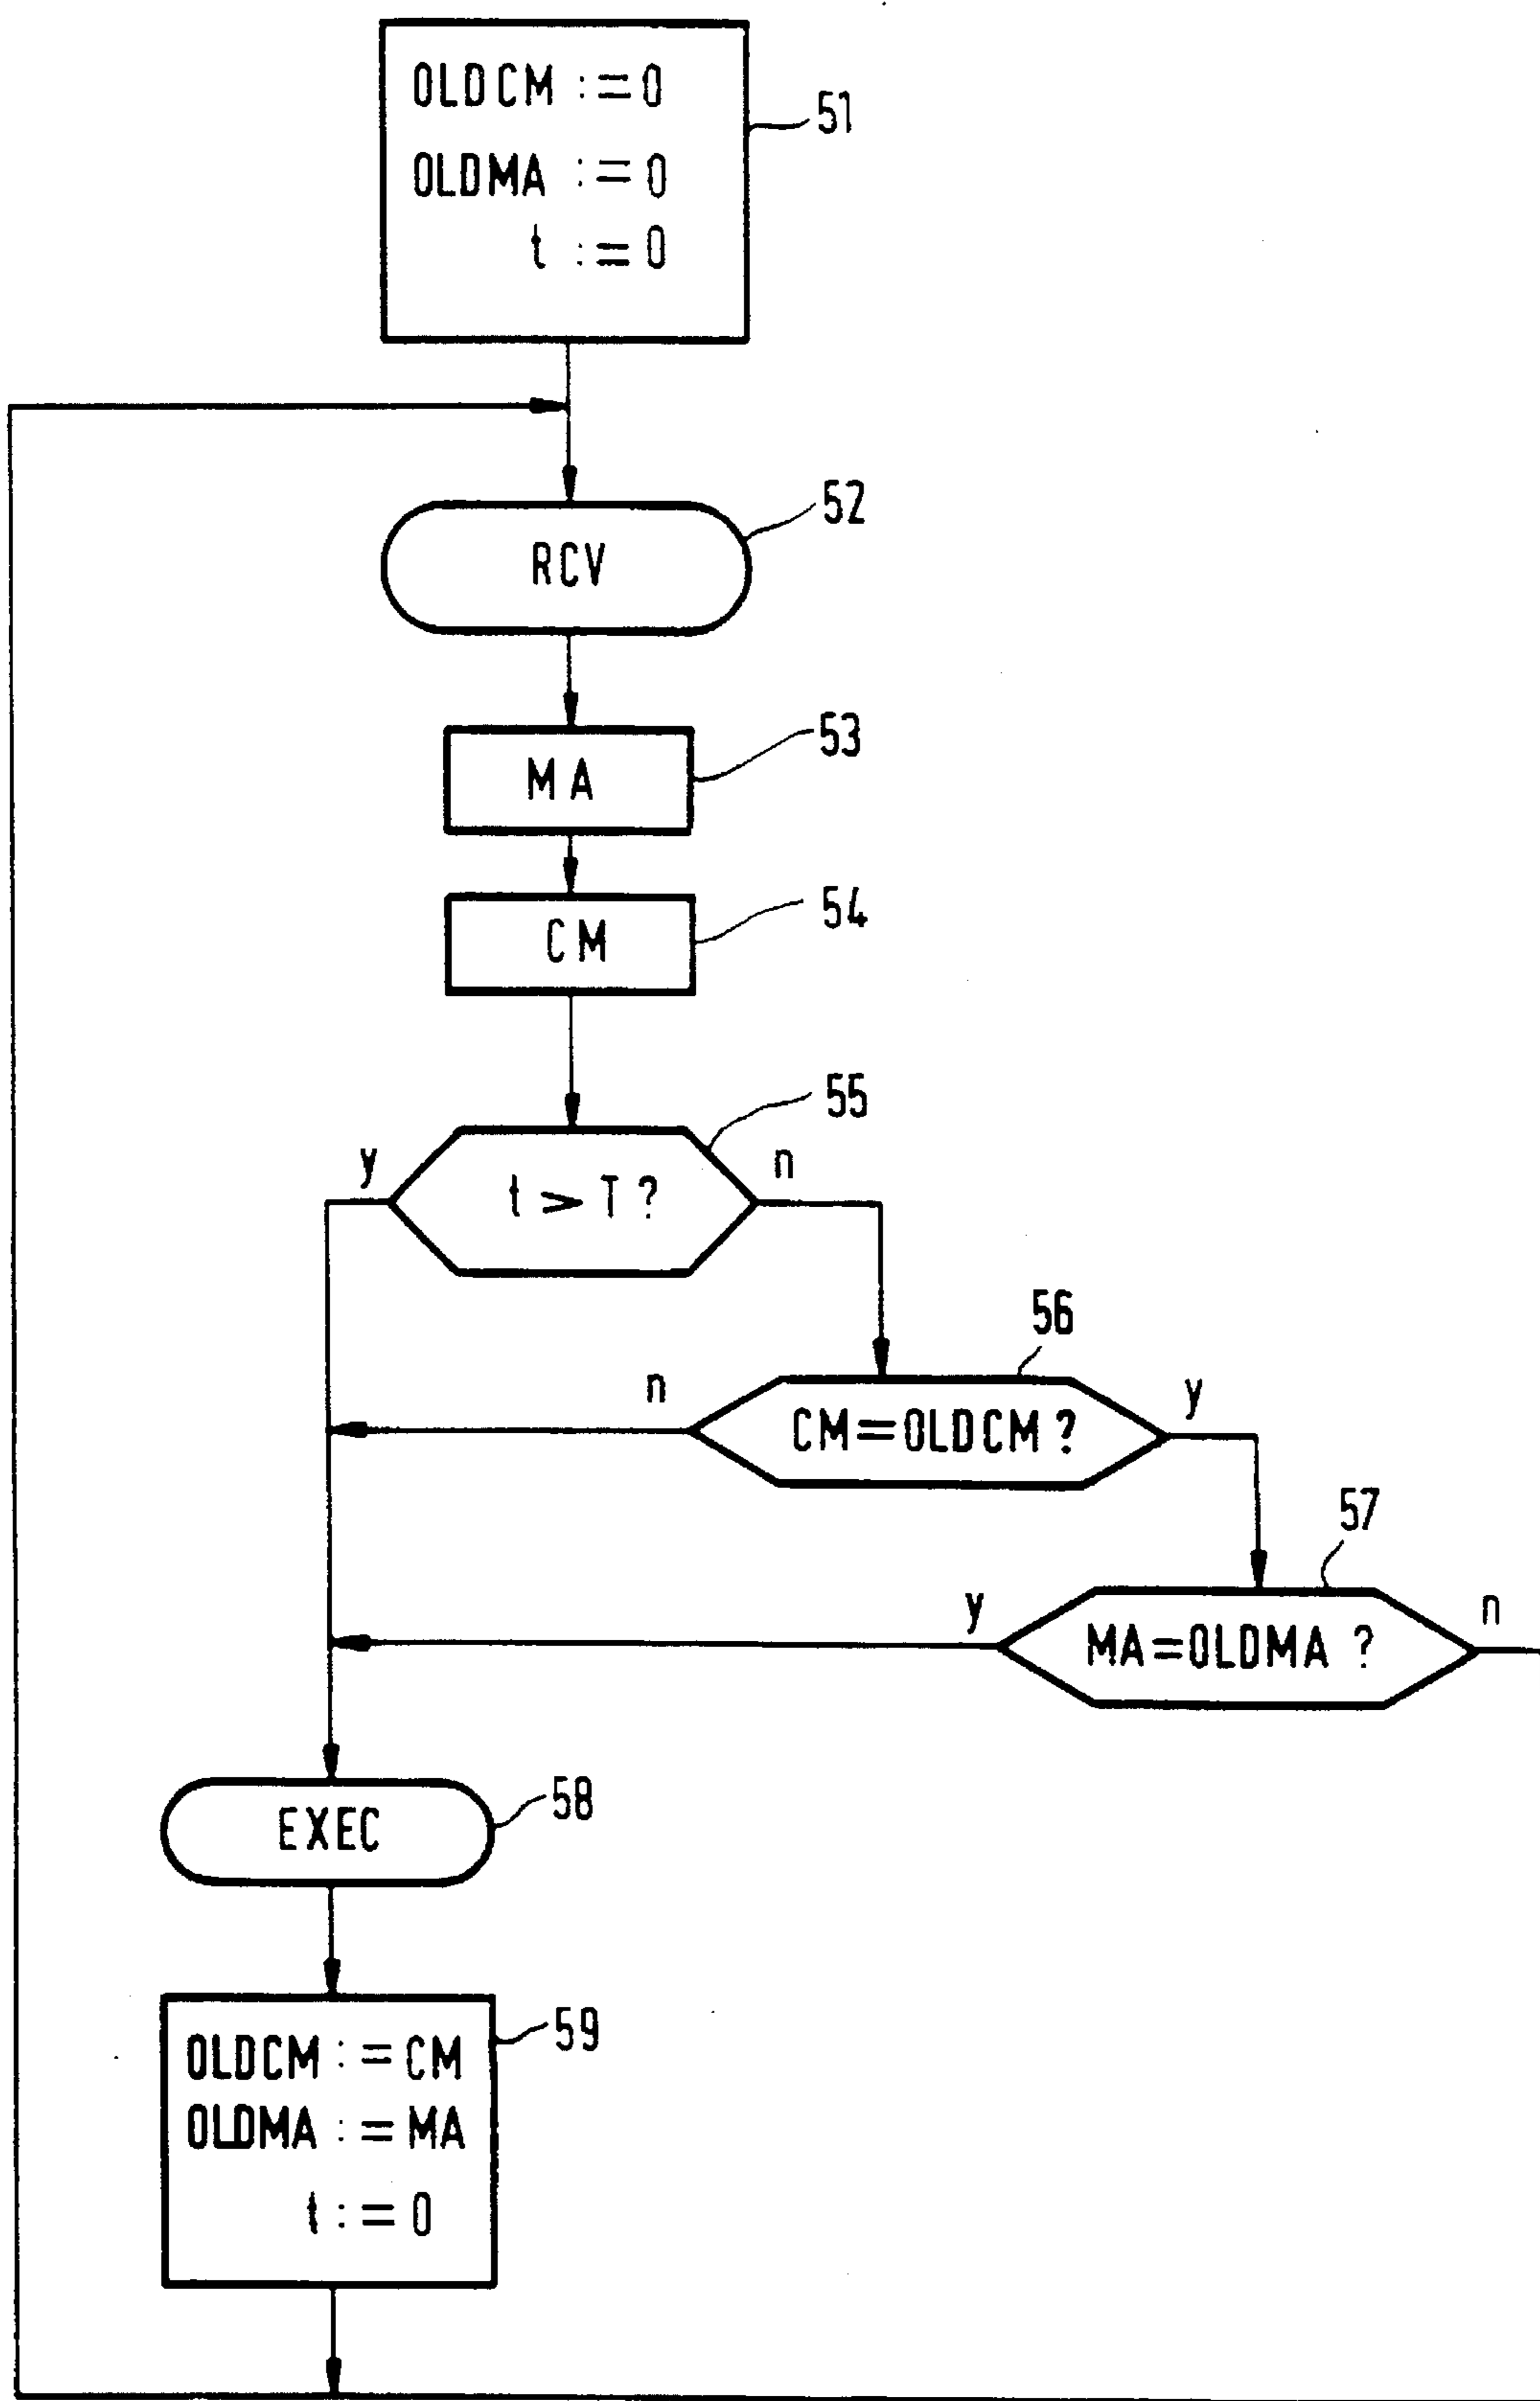 OLDCM := 0
51
OLDMA := 0
t := 0
52
RCV
53
MA
54
CM
55
y
n
t > T ?
56
n
y
CM = OLDCM ?
57
y
n
MA = OLDMA ?
58
EXEC
59
OLDCM := CM
OLDMA := MA
t := 0